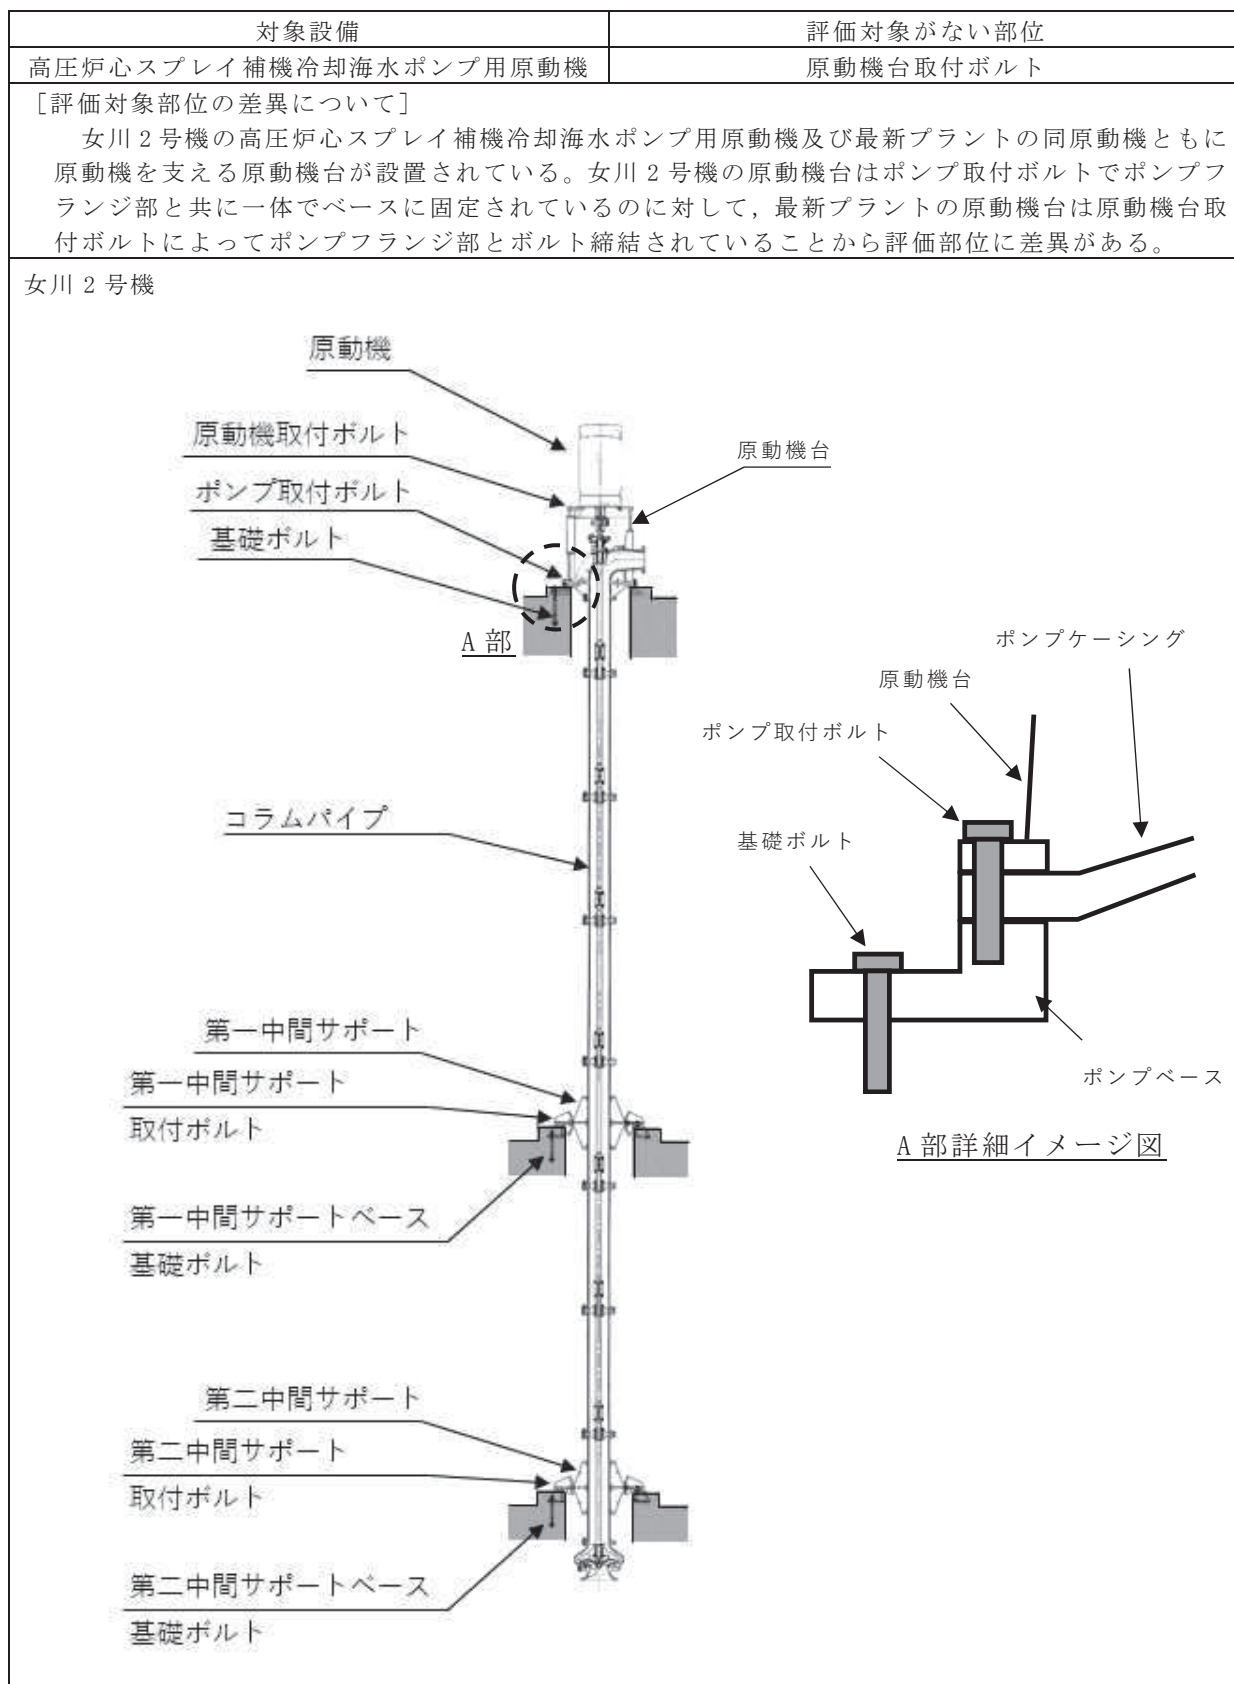 対象設備
評価対象がない部位
高圧炉心スプレイ補機冷却海水ポンプ用原動機
原動機台取付ボルト
［評価対象部位の差異について］
女川２号機の高圧炉心スプレイ補機冷却海水ポンプ用原動機及び最新プラントの同原動機ともに
原動機を支える原動機台が設置されている。女川２号機の原動機台はポンプ取付ボルトでポンプフ
ランジ部と共に一体でベースに固定されているのに対して，最新プラントの原動機台は原動機台取
付ボルトによってポンプフランジ部とボルト締結されていることから評価部位に差異がある。
女川２号機
原動機
原動機取付ボルト
原動機台
ポンプ取付ボルト
基礎ボルト
A 部
ポンプケーシング
原動機台
ポンプ取付ボルト
コラムパイプ
基礎ボルト
第一中間サポート
第一中間サポート
取付ボルト
ポンプベース
A 部詳細イメージ図
第一中間サポートベース
基礎ボルト
第二中間サポート
第二中間サポート
取付ボルト
第二中間サポートベース
基礎ボルト